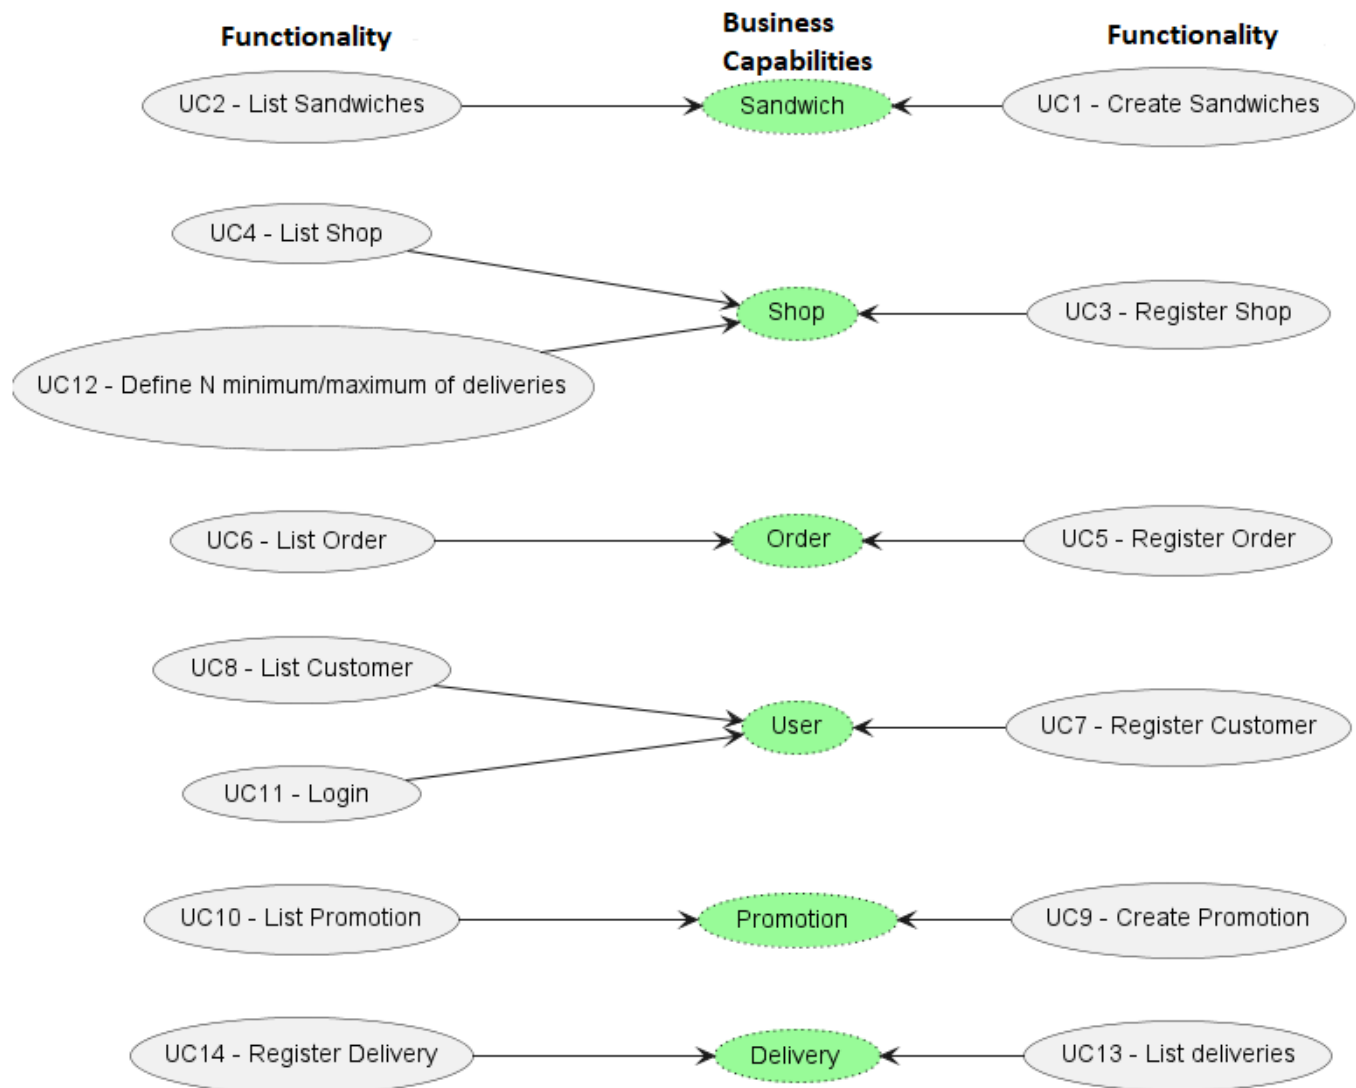 Functionality
Business
Capabilities
Functionality
UC2 - List Sandwiches
Sandwich
UC1 - Create Sandwiches
UC4 - List Shop
Shop
UC3 - Register Shop
UC12 - Define N minimum/maximum of deliveries
UC6 - List Order
Order
UC5 - Register Order
UC8 - List Customer
User
UC7 - Register Customer
UC11 - Login
UC10 - List Promotion
Promotion
UC9 - Create Promotion
UC14 - Register Delivery
Delivery
UC13 - List deliveries